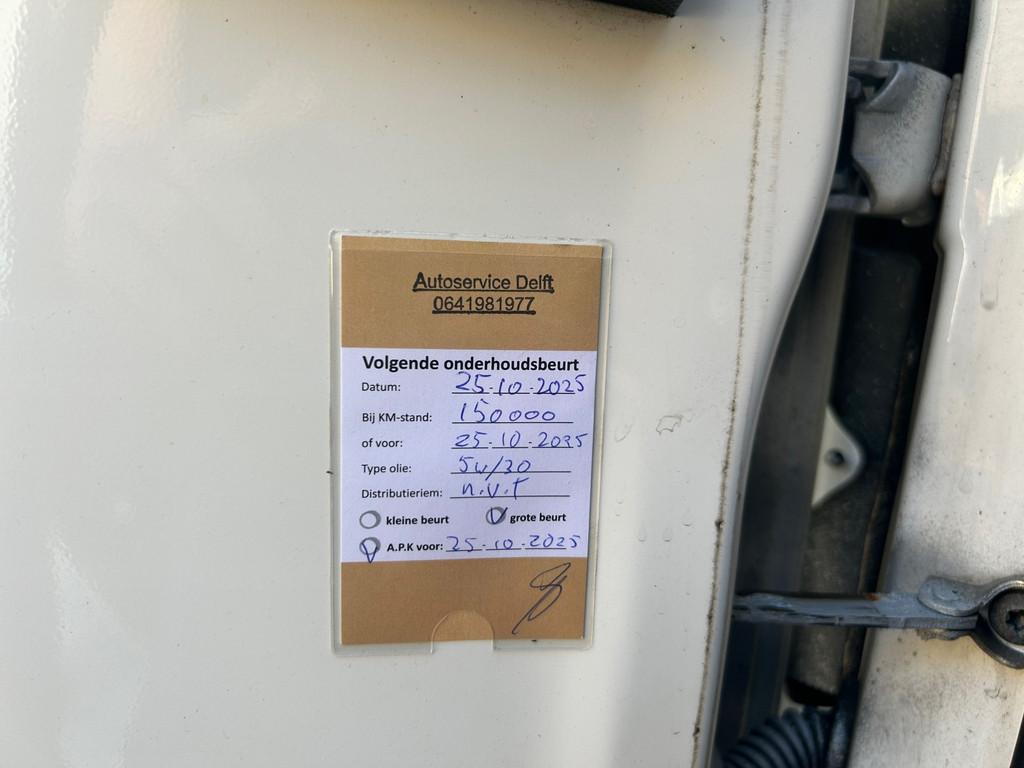 Autoservice Delft
0641981977
Volgende onderhoudsbeurt
Datum: 25-10-2025
Bij KM-stand: 150000
of voor: 25-10-2025
Type olie: 5w/30
Distributieriem: n.v.t
kleine beurt grote beurt
A.P.K voor: 25-10-2025